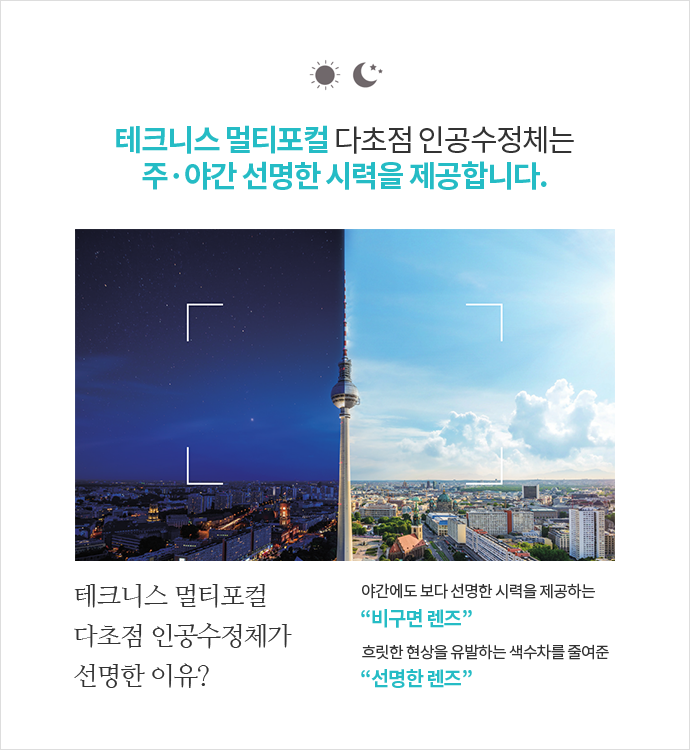 테크니스 멀티포컬 다초점 인공수정체는
주·야간 선명한 시력을 제공합니다.
테크니스 멀티포컬
다초점 인공수정체가
선명한 이유?
야간에도 보다 선명한 시력을 제공하는
“비구면 렌즈”
흐릿한 현상을 유발하는 색수차를 줄여준
“선명한 렌즈”